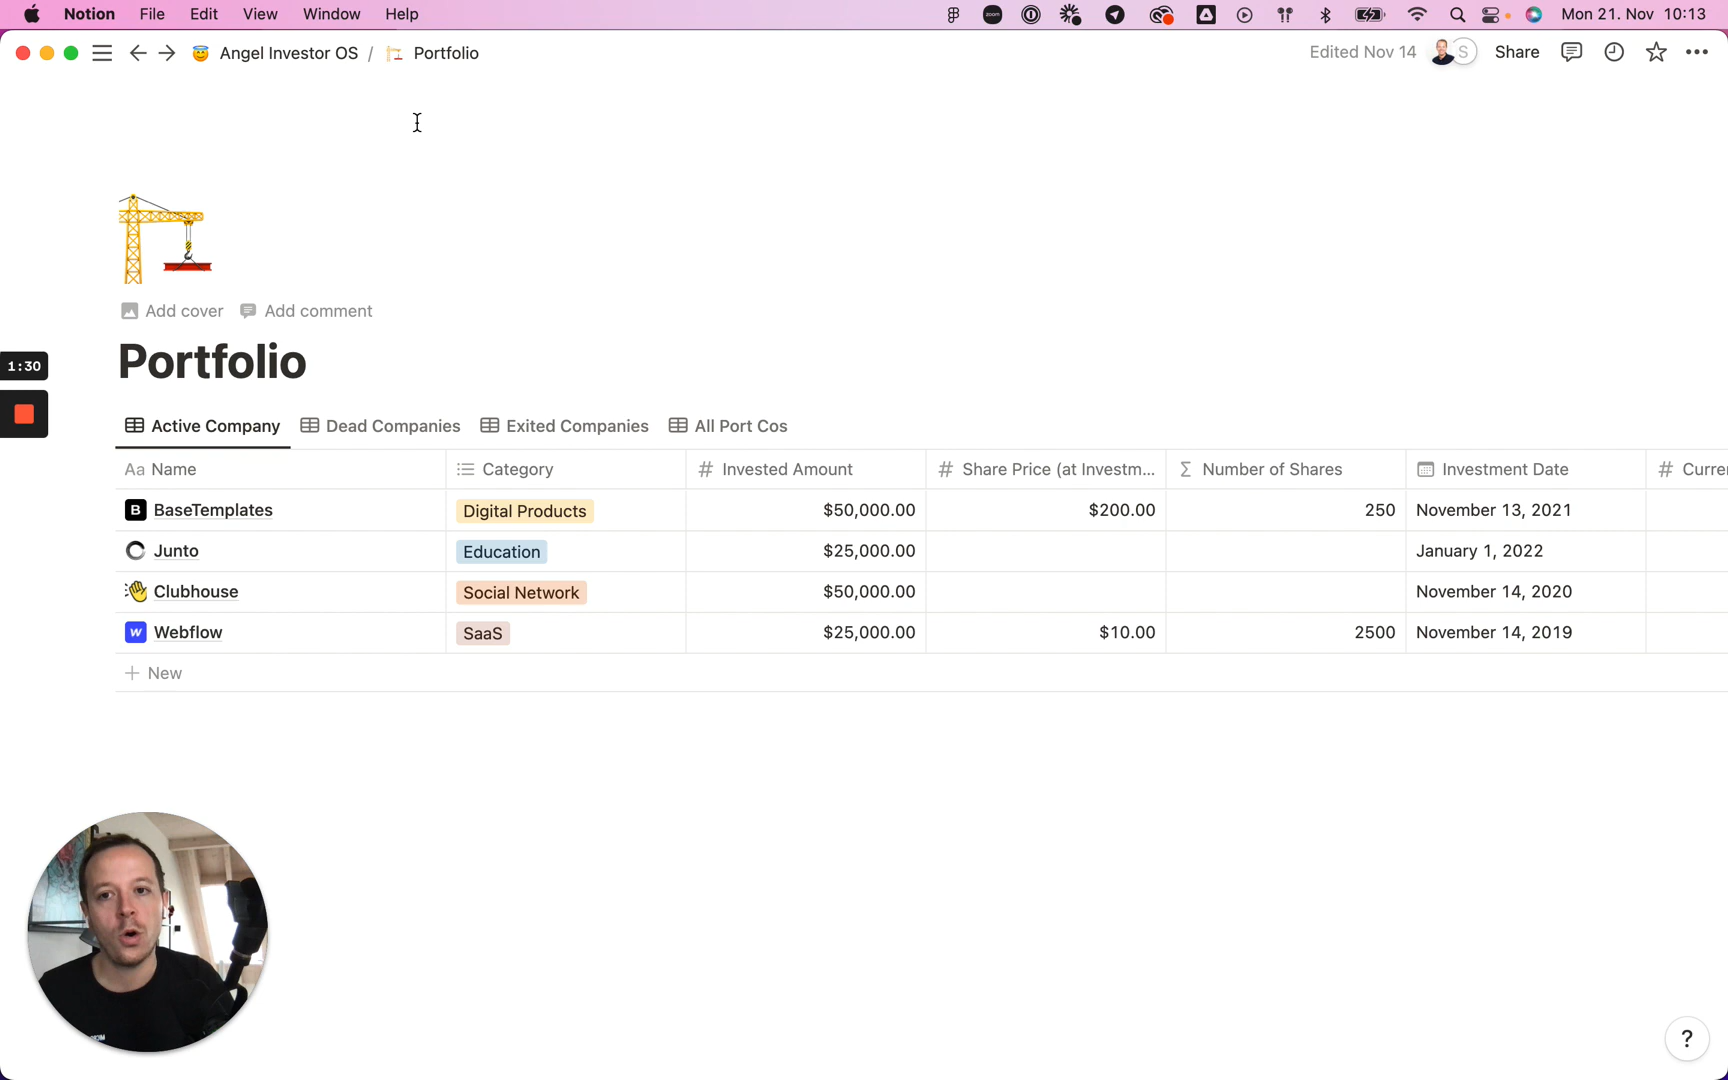 Notion File Edit View Window Help
zoom
Mon 21. Nov 10:13
Angel Investor OS / Portfolio
Edited Nov 14 S Share
Add cover Add comment
1:30
Portfolio
Active Company Dead Companies Exited Companies All Port Cos
Aa Name Category # Invested Amount # Share Price (at Investm... Σ Number of Shares Investment Date # Curre
B BaseTemplates Digital Products $50,000.00 $200.00 250 November 13, 2021
Junto Education $25,000.00 January 1, 2022
Clubhouse Social Network $50,000.00 November 14, 2020
W Webflow SaaS $25,000.00 $10.00 2500 November 14, 2019
+ New
?